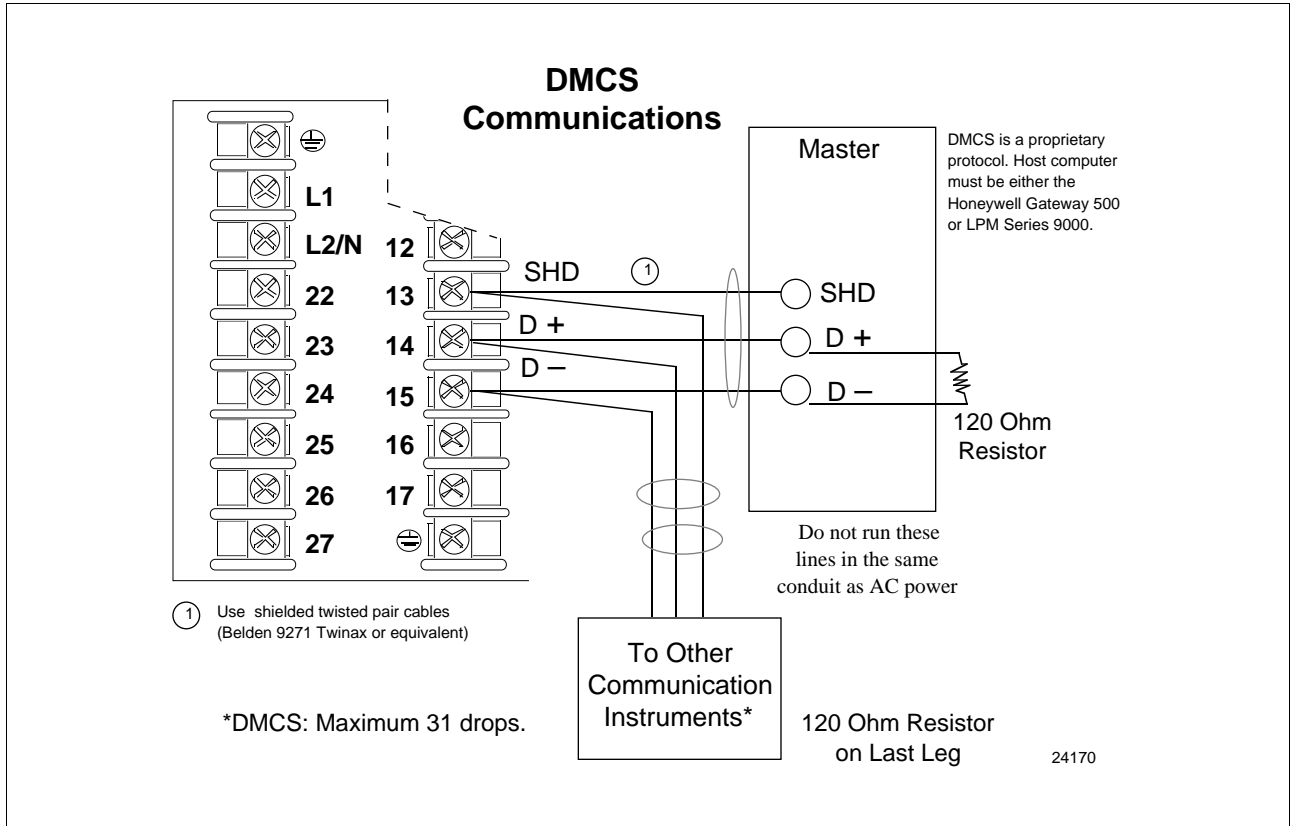 DMCS
Communications
Master
DMCS is a proprietary
protocol. Host computer
must be either the
Honeywell Gateway 500
or LPM Series 9000.
L1
L2/N
22
23
24
25
26
27
12
13
14
15
16
17
SHD
1
D +
D –
SHD
D +
D –
120 Ohm
Resistor
Do not run these
lines in the same
conduit as AC power
1 Use shielded twisted pair cables
(Belden 9271 Twinax or equivalent)
To Other
Communication
Instruments*
*DMCS: Maximum 31 drops.
120 Ohm Resistor
on Last Leg
24170